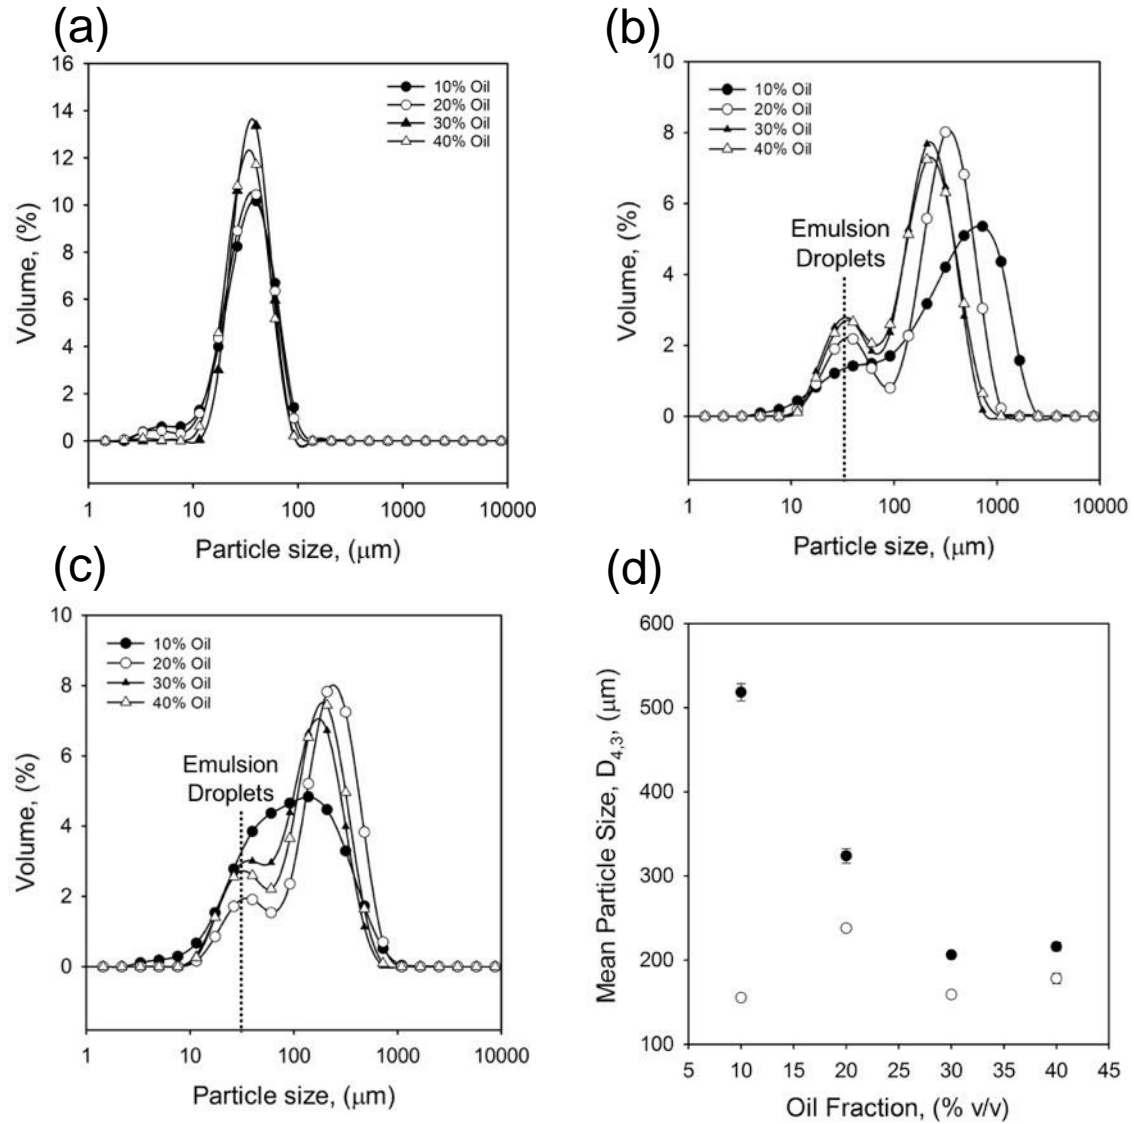 (a)
16
14
12
10
8
6
4
2
0
Volume, (%)
10% Oil
20% Oil
30% Oil
40% Oil
1
10
100
1000
10000
Particle size, (μm)
(b)
10
8
6
4
2
0
Volume, (%)
10% Oil
20% Oil
30% Oil
40% Oil
Emulsion
Droplets
1
10
100
1000
10000
Particle size, (μm)
(c)
10
8
6
4
2
0
Volume, (%)
10% Oil
20% Oil
30% Oil
40% Oil
Emulsion
Droplets
1
10
100
1000
10000
Particle size, (μm)
(d)
600
500
400
300
200
100
Mean Particle Size, D4,3, (μm)
5
10
15
20
25
30
35
40
45
Oil Fraction, (% v/v)